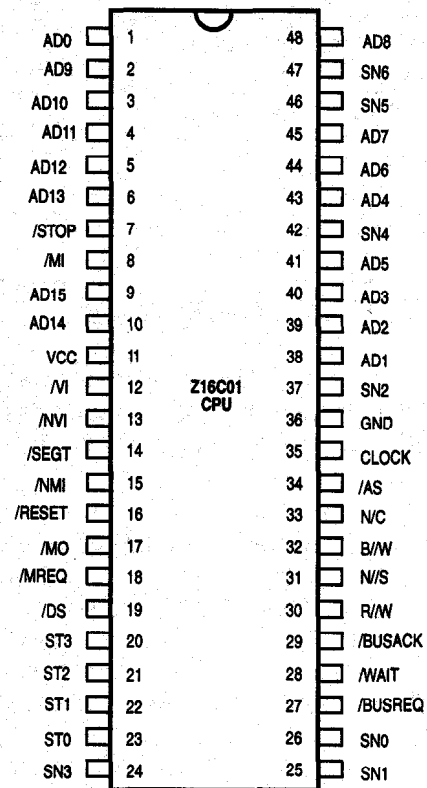 AD0 1 48 AD8
AD9 2 47 SN6
AD10 3 46 SN5
AD11 4 45 AD7
AD12 5 44 AD6
AD13 6 43 AD4
/STOP 7 42 SN4
/MI 8 41 AD5
AD15 9 40 AD3
AD14 10 39 AD2
VCC 11 38 AD1
/VI 12 Z16C01 37 SN2
CPU
/NVI 13 36 GND
/SEGT 14 35 CLOCK
/NMI 15 34 /AS
/RESET 16 33 N/C
/MO 17 32 B//W
/MREQ 18 31 N//S
/DS 19 30 R//W
ST3 20 29 /BUSACK
ST2 21 28 /WAIT
ST1 22 27 /BUSREQ
ST0 23 26 SN0
SN3 24 25 SN1